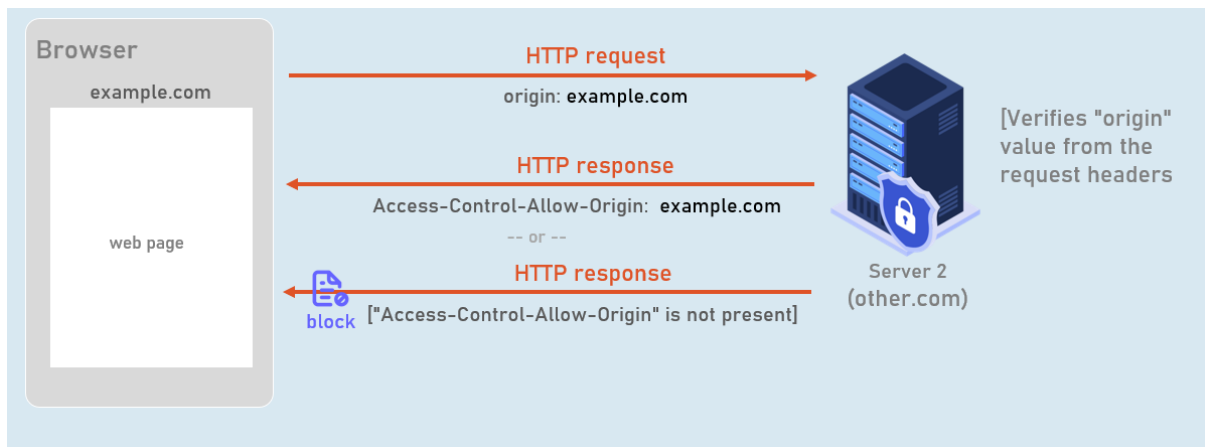 Browser
example.com
web page
HTTP request
origin: example.com
HTTP response
Access-Control-Allow-Origin: example.com
-- or --
HTTP response
block
["Access-Control-Allow-Origin" is not present]
Server 2
(other.com)
[Verifies "origin"
value from the
request headers